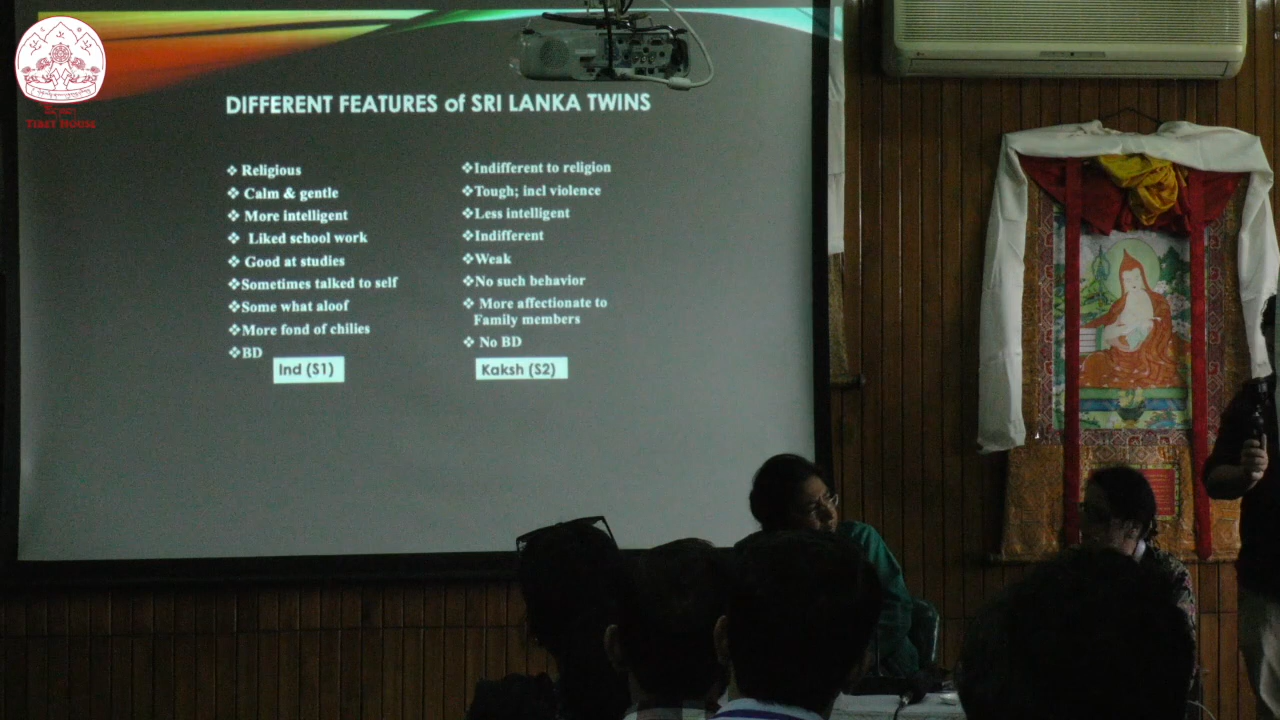 TIBET HOUSE
DIFFERENT FEATURES of SRI LANKA TWINS
❖ Religious
❖ Calm & gentle
❖ More intelligent
❖ Liked school work
❖ Good at studies
❖Sometimes talked to self
❖Some what aloof
❖More fond of chilies
❖BD
Ind (S1)
❖Indifferent to religion
❖Tough; incl violence
❖Less intelligent
❖Indifferent
❖Weak
❖No such behavior
❖ More affectionate to
Family members
❖ No BD
Kaksh (S2)